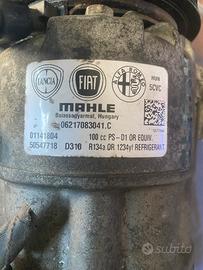 LANCIA FIAT ALFA ROMEO
5CVC
MAHLE
Balassagyarmat, Hungary
06217083041.C
100 cc PS-D1 OR EQUIV.
01141804
50547718 D310 R134a OR 1234yf REFRIGERANT
subito